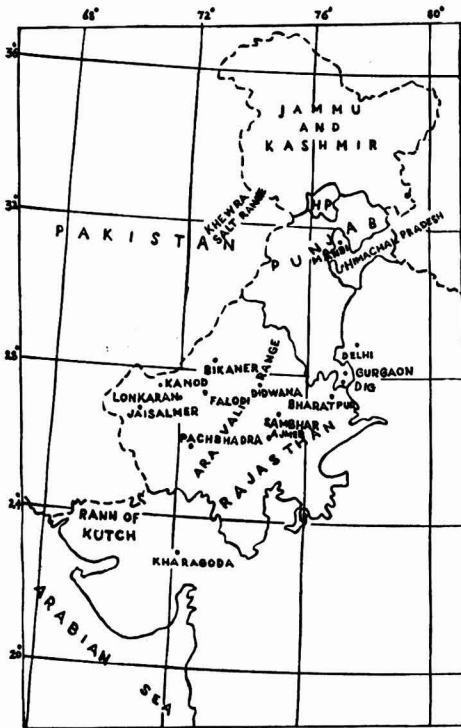 68° 72° 76° 80°
36
JAMMU
AND
KASHMIR
32
HP
KHEWRA
SALT RANGE
PAKISTAN
PUNJAB
MANDI
HIMACHAL PRADESH
28
DELHI
BIKANER
GURGAON
KANOD
DIG
LONKARAN
FALODI
DIDWANA
BHARATPUR
JAISALMER
SAMBHAR
AJMER
PACHBHADRA
ARAVALI RANGE
RAJASTHAN
24
RANN OF
KUTCH
KHARAGODA
ARABIAN
SEA
20